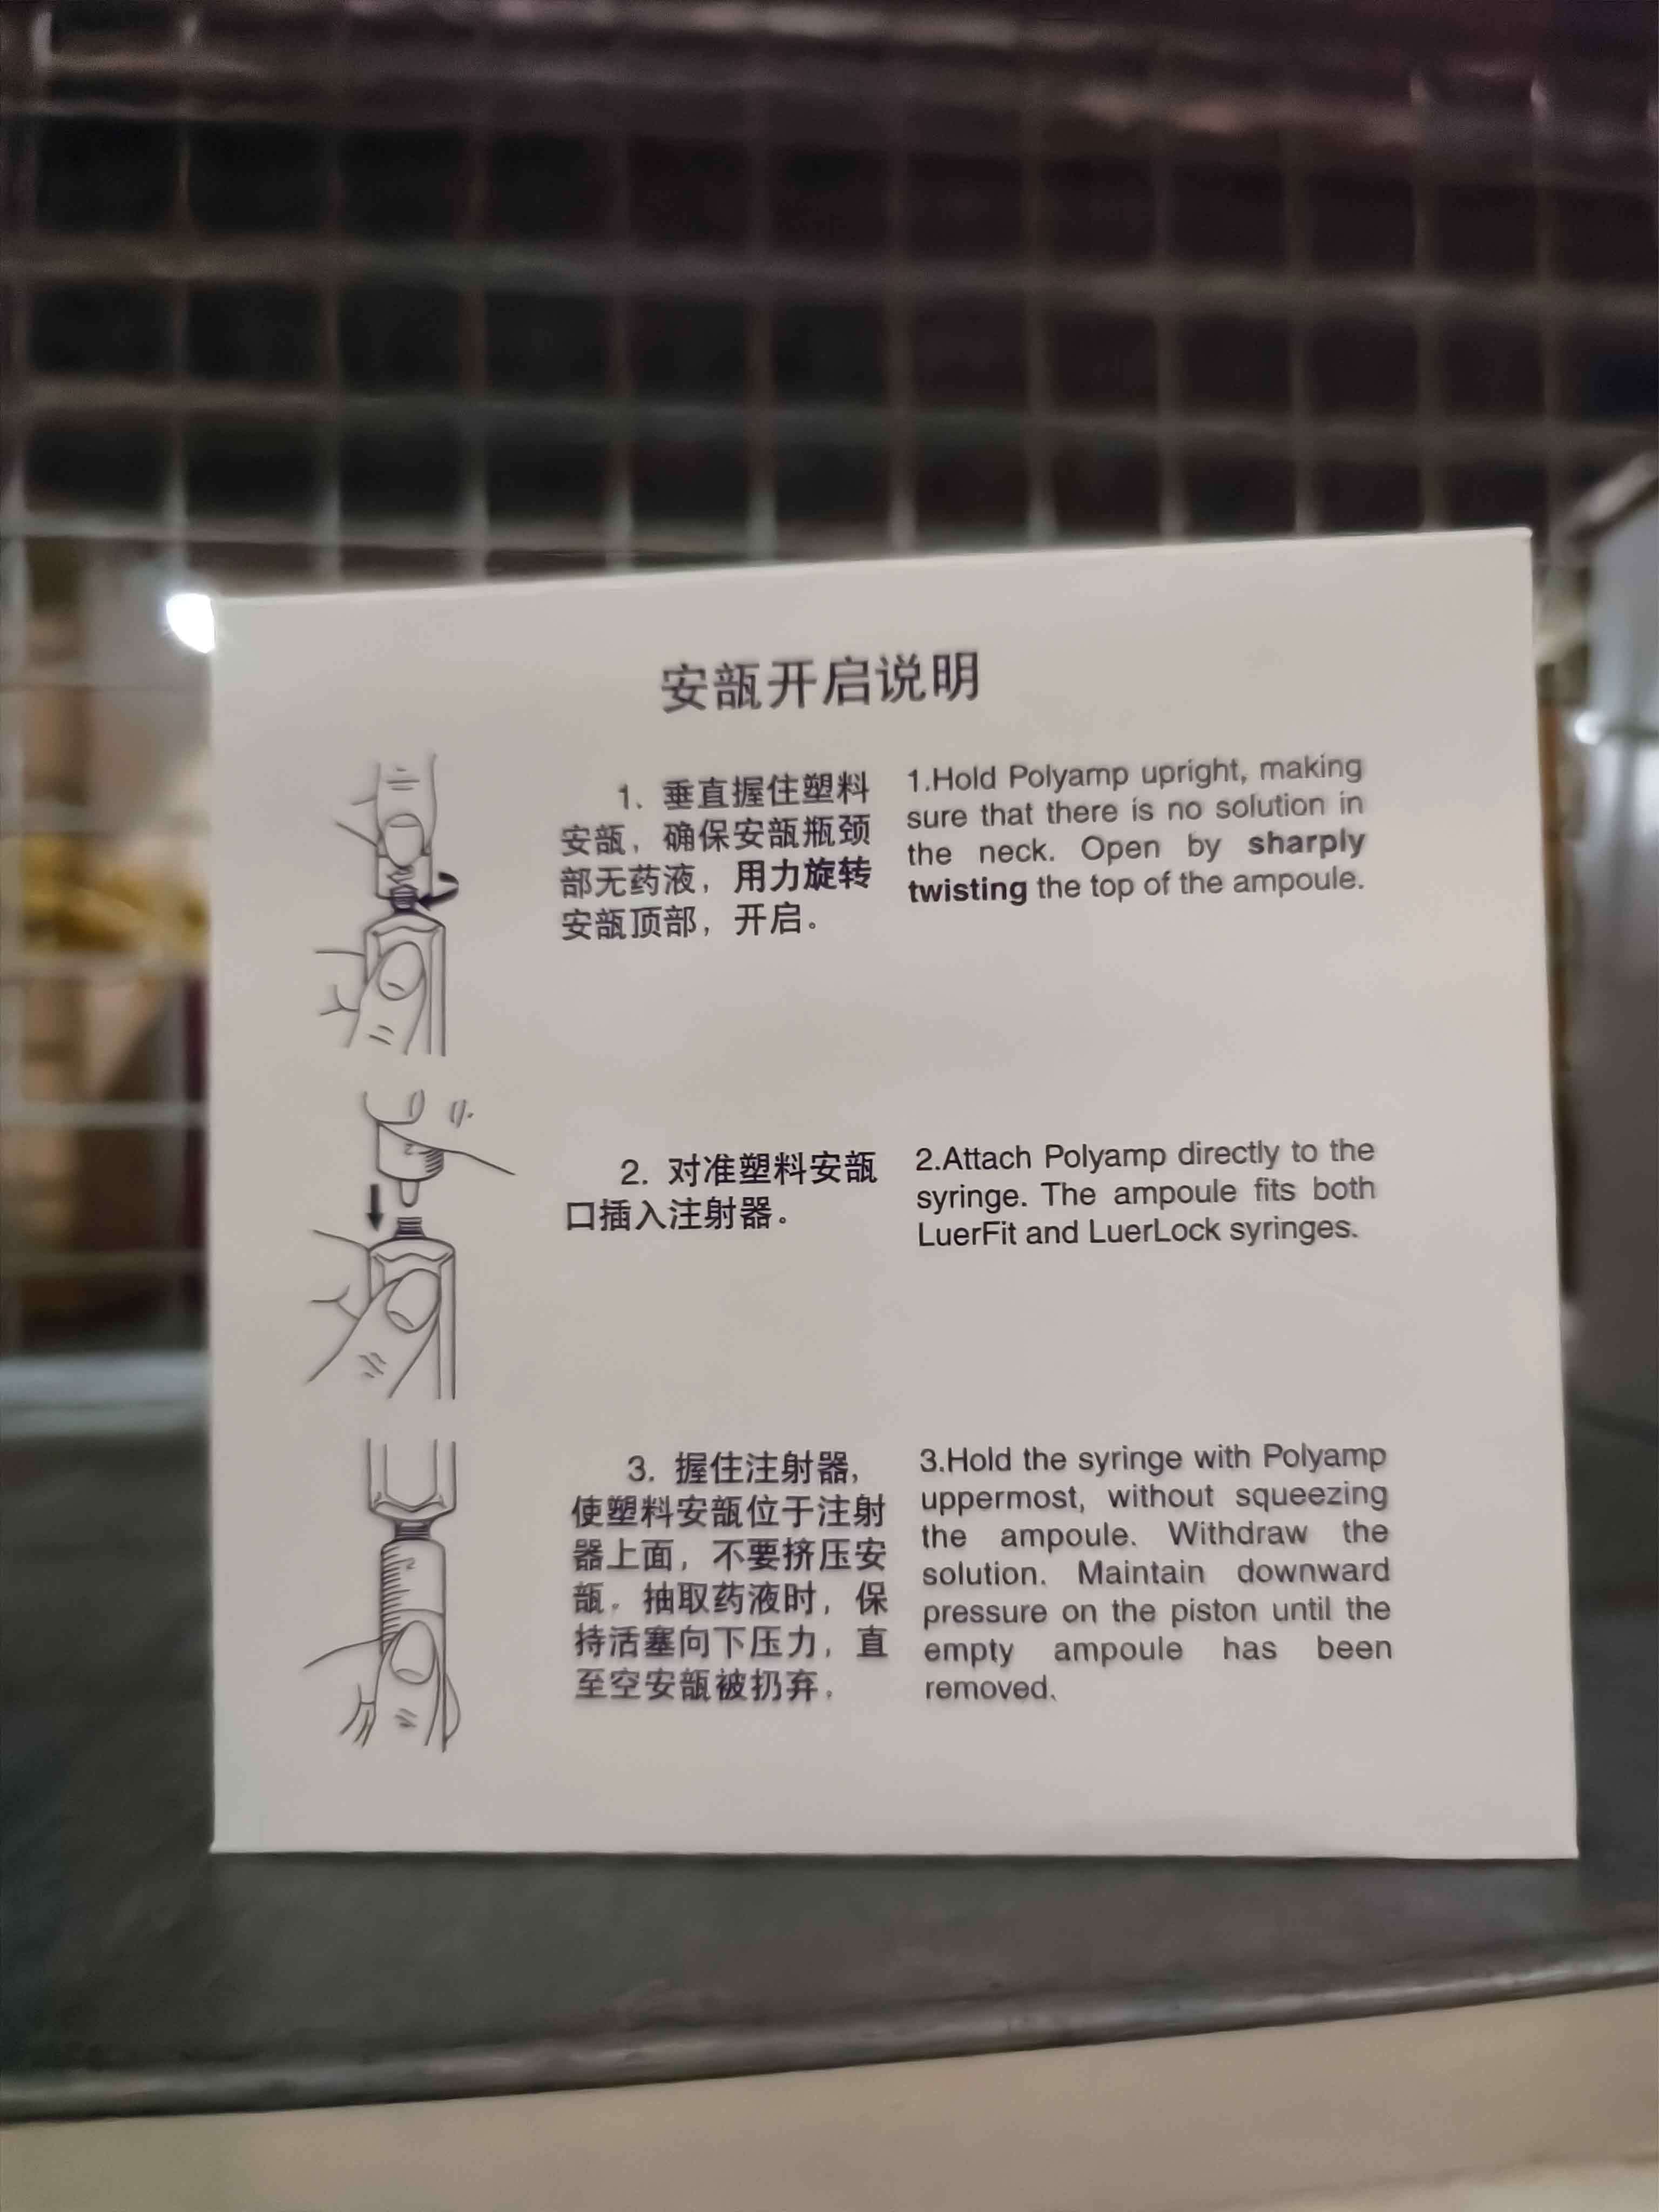 安瓿开启说明
1. 垂直握住塑料
安瓿，确保安瓿瓶颈
部无药液，用力旋转
安瓿顶部，开启。
1.Hold Polyamp upright, making
sure that there is no solution in
the neck. Open by sharply
twisting the top of the ampoule.
2. 对准塑料安瓿
口插入注射器。
2.Attach Polyamp directly to the
syringe. The ampoule fits both
LuerFit and LuerLock syringes.
3. 握住注射器，
使塑料安瓿位于注射
器上面，不要挤压安
瓿。抽取药液时，保
持活塞向下压力，直
至空安瓿被扔弃。
3.Hold the syringe with Polyamp
uppermost, without squeezing
the ampoule. Withdraw the
solution. Maintain downward
pressure on the piston until the
empty ampoule has been
removed.